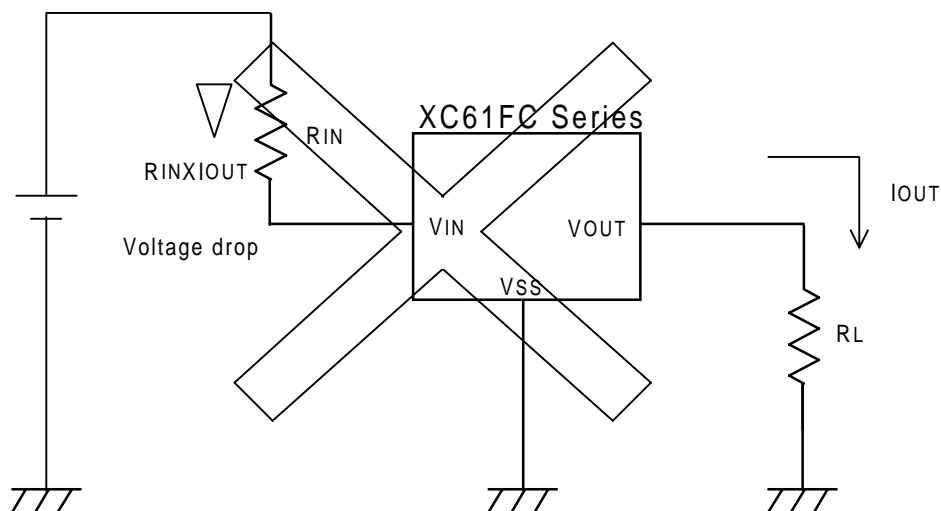 XC61FC Series
RIN
RINXIOUT
IOUT
VIN
VOUT
Voltage drop
VSS
RL